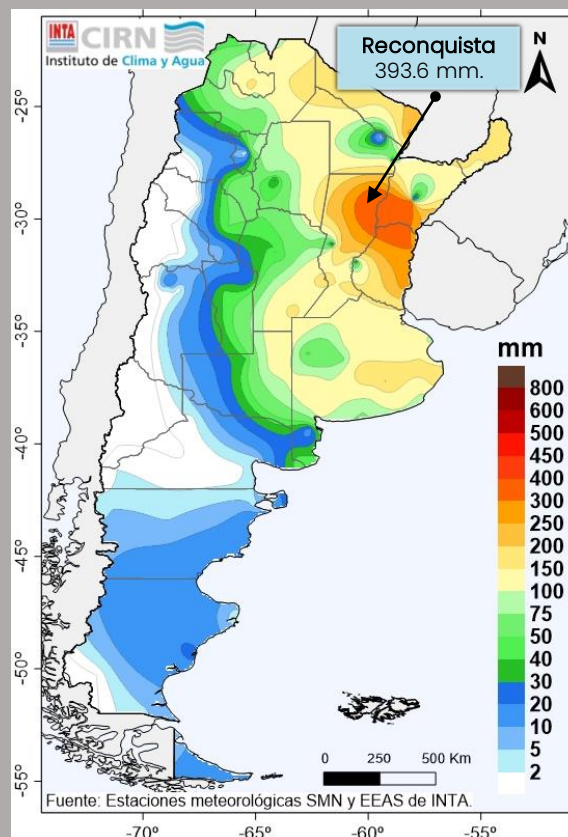 INTA CIRN
Instituto de Clima y Agua
Reconquista
393.6 mm.
N
-25°
-30°
-35°
-40°
-45°
-50°
-55°
mm
800
600
500
450
400
300
250
200
150
100
75
50
40
30
20
10
5
2
0 250 500 Km
Fuente: Estaciones meteorológicas SMN y EEAS de INTA.
-70° -65° -60° -55°